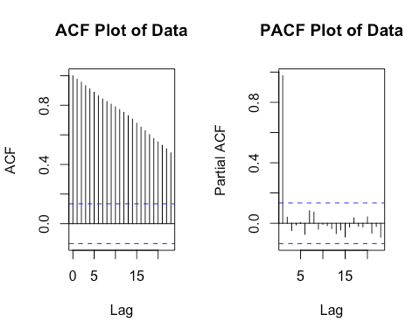 ACF Plot of Data
ACF
0.8
0.4
0.0
0 5 15
Lag
PACF Plot of Data
Partial ACF
0.8
0.4
0.0
5 15
Lag